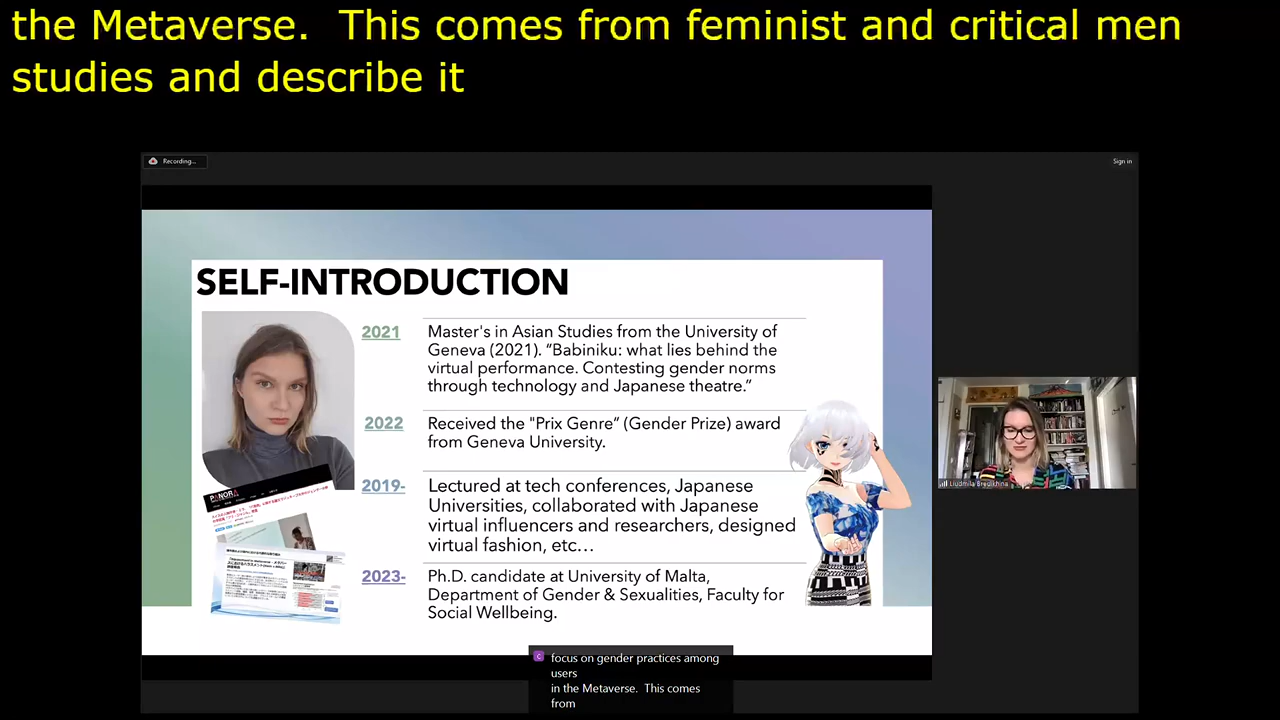 the Metaverse.  This comes from feminist and critical men
studies and describe it
Recording...
Sign in
SELF-INTRODUCTION
2021
Master's in Asian Studies from the University of
Geneva (2021). “Babiniku: what lies behind the
virtual performance. Contesting gender norms
through technology and Japanese theatre.”
2022
Received the "Prix Genre” (Gender Prize) award
from Geneva University.
2019-
Lectured at tech conferences, Japanese
Universities, collaborated with Japanese
virtual influencers and researchers, designed
virtual fashion, etc…
2023-
Ph.D. candidate at University of Malta,
Department of Gender & Sexualities, Faculty for
Social Wellbeing.
PANORA
Liudmila Bredikhina
C
focus on gender practices among
users
in the Metaverse.  This comes
from